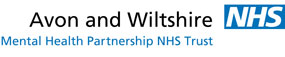 Avon and Wiltshire NHS
Mental Health Partnership NHS Trust